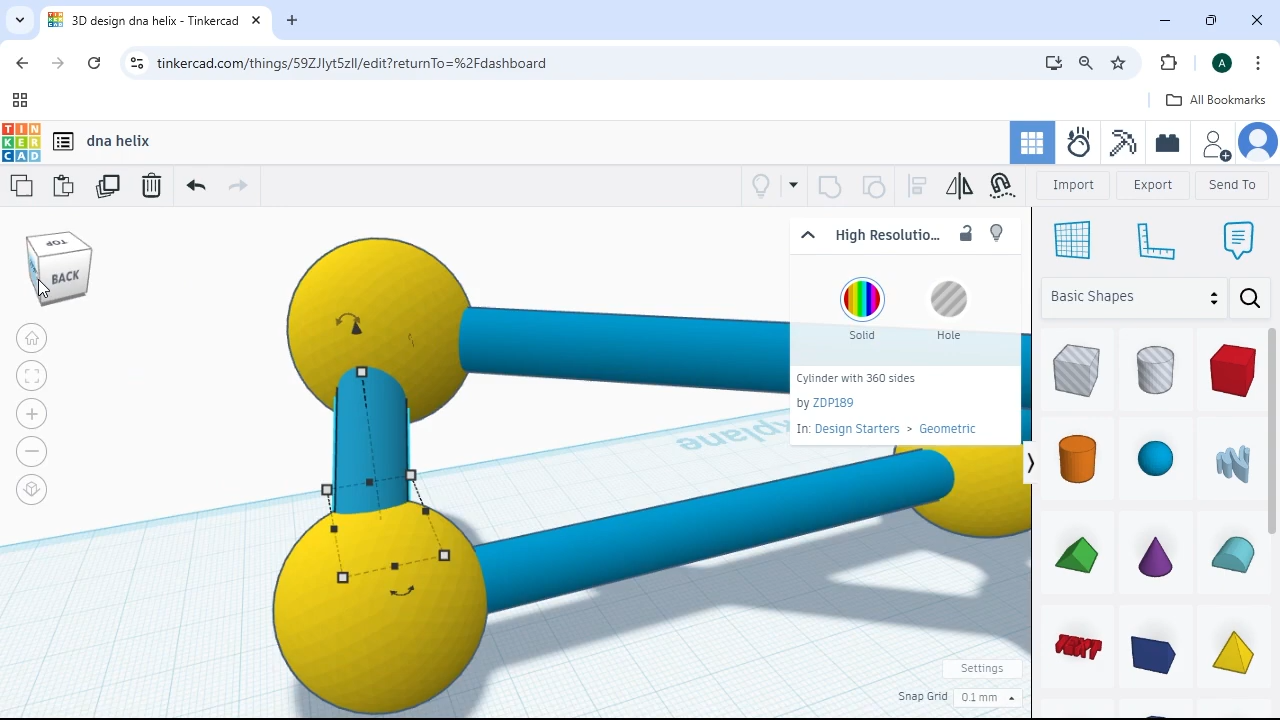 3D design dna helix - Tinkercad
tinkercad.com/things/59ZJIyt5zII/edit?returnTo=%2Fdashboard
A
All Bookmarks
TIN
KER
CAD
dna helix
Import
Export
Send To
TOP
BACK
High Resolutio...
Solid
Hole
Cylinder with 360 sides
by ZDP189
In: Design Starters > Geometric
Basic Shapes
TEXT
Settings
Snap Grid
0.1 mm